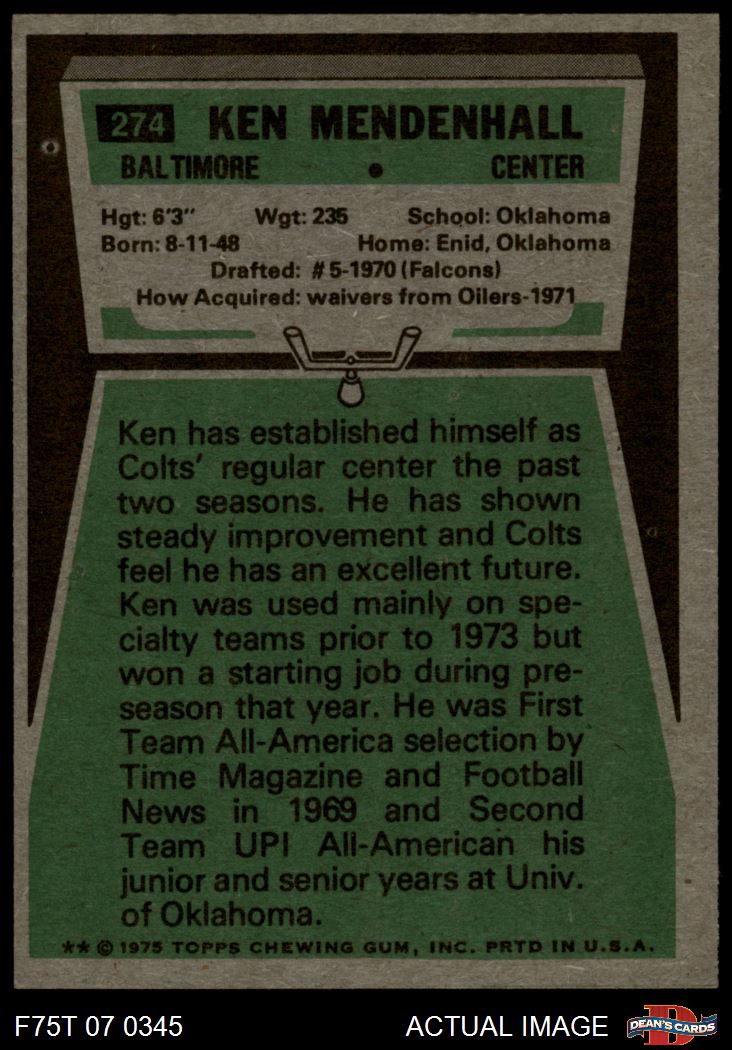 274 KEN MENDENHALL
BALTIMORE • CENTER
Hgt: 6'3" Wgt: 235 School: Oklahoma
Born: 8-11-48 Home: Enid, Oklahoma
Drafted: #5-1970 (Falcons)
How Acquired: waivers from Oilers-1971
Ken has established himself as
Colts' regular center the past
two seasons. He has shown
steady improvement and Colts
feel he has an excellent future.
Ken was used mainly on spe-
cialty teams prior to 1973 but
won a starting job during pre-
season that year. He was First
Team All-America selection by
Time Magazine and Football
News in 1969 and Second
Team UPI All-American his
junior and senior years at Univ.
of Oklahoma.
** © 1975 TOPPS CHEWING GUM, INC. PRTD IN U.S.A.
F75T 07 0345 ACTUAL IMAGE D DEAN'S CARDS